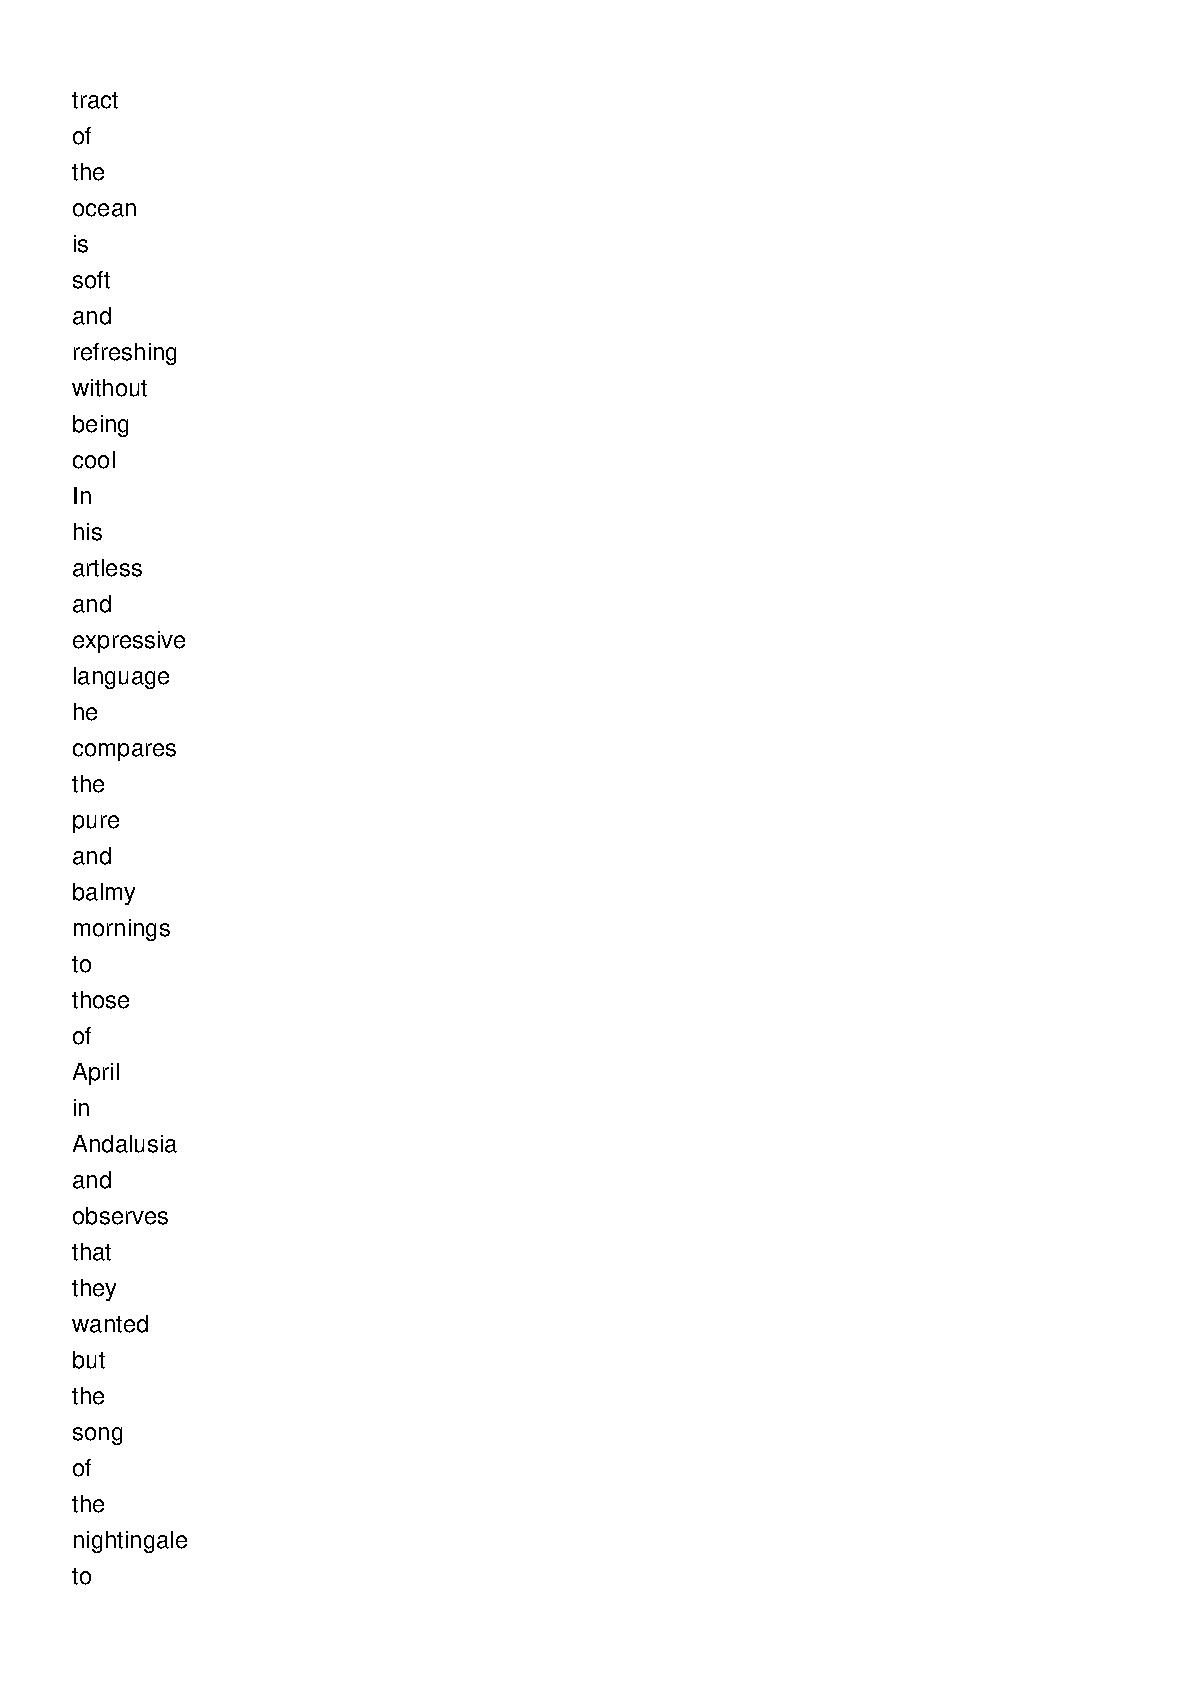 tract
of
the
ocean
is
soft
and
refreshing
without
being
cool
In
his
artless
and
expressive
language
he
compares
the
pure
and
balmy
mornings
to
those
of
April
in
Andalusia
and
observes
that
they
wanted
but
the
song
of
the
nightingale
to